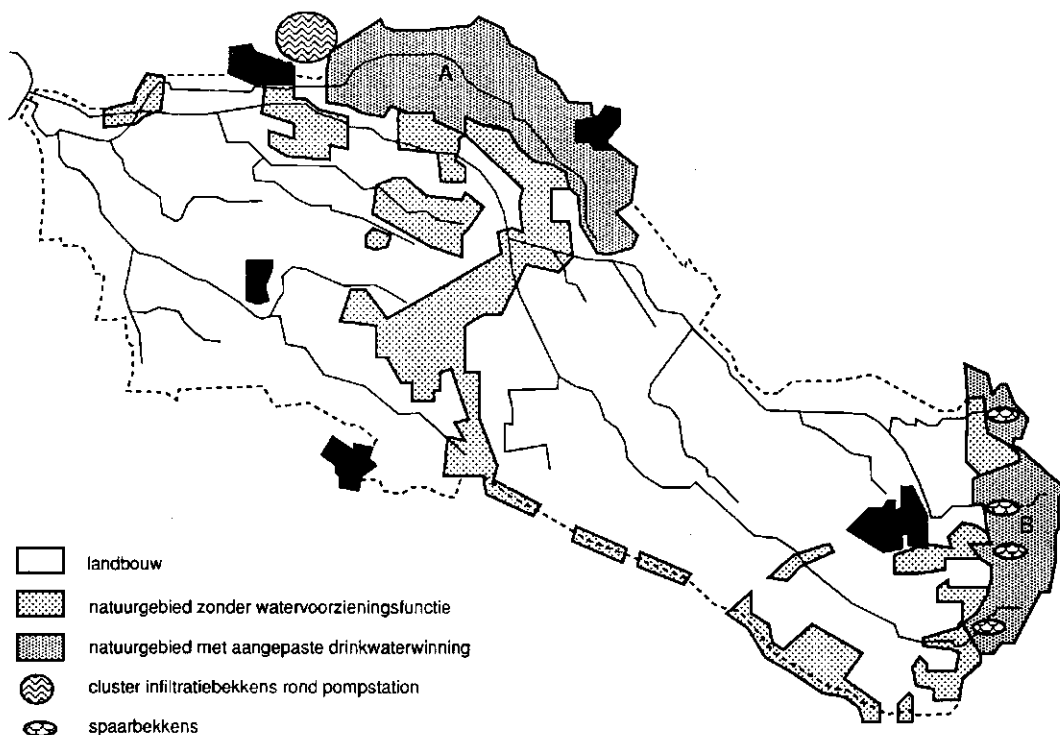 A
B
landbouw
natuurgebied zonder watervoorzieningsfunctie
natuurgebied met aangepaste drinkwaterwinning
cluster infiltratiebekkens rond pompstation
spaarbekkens